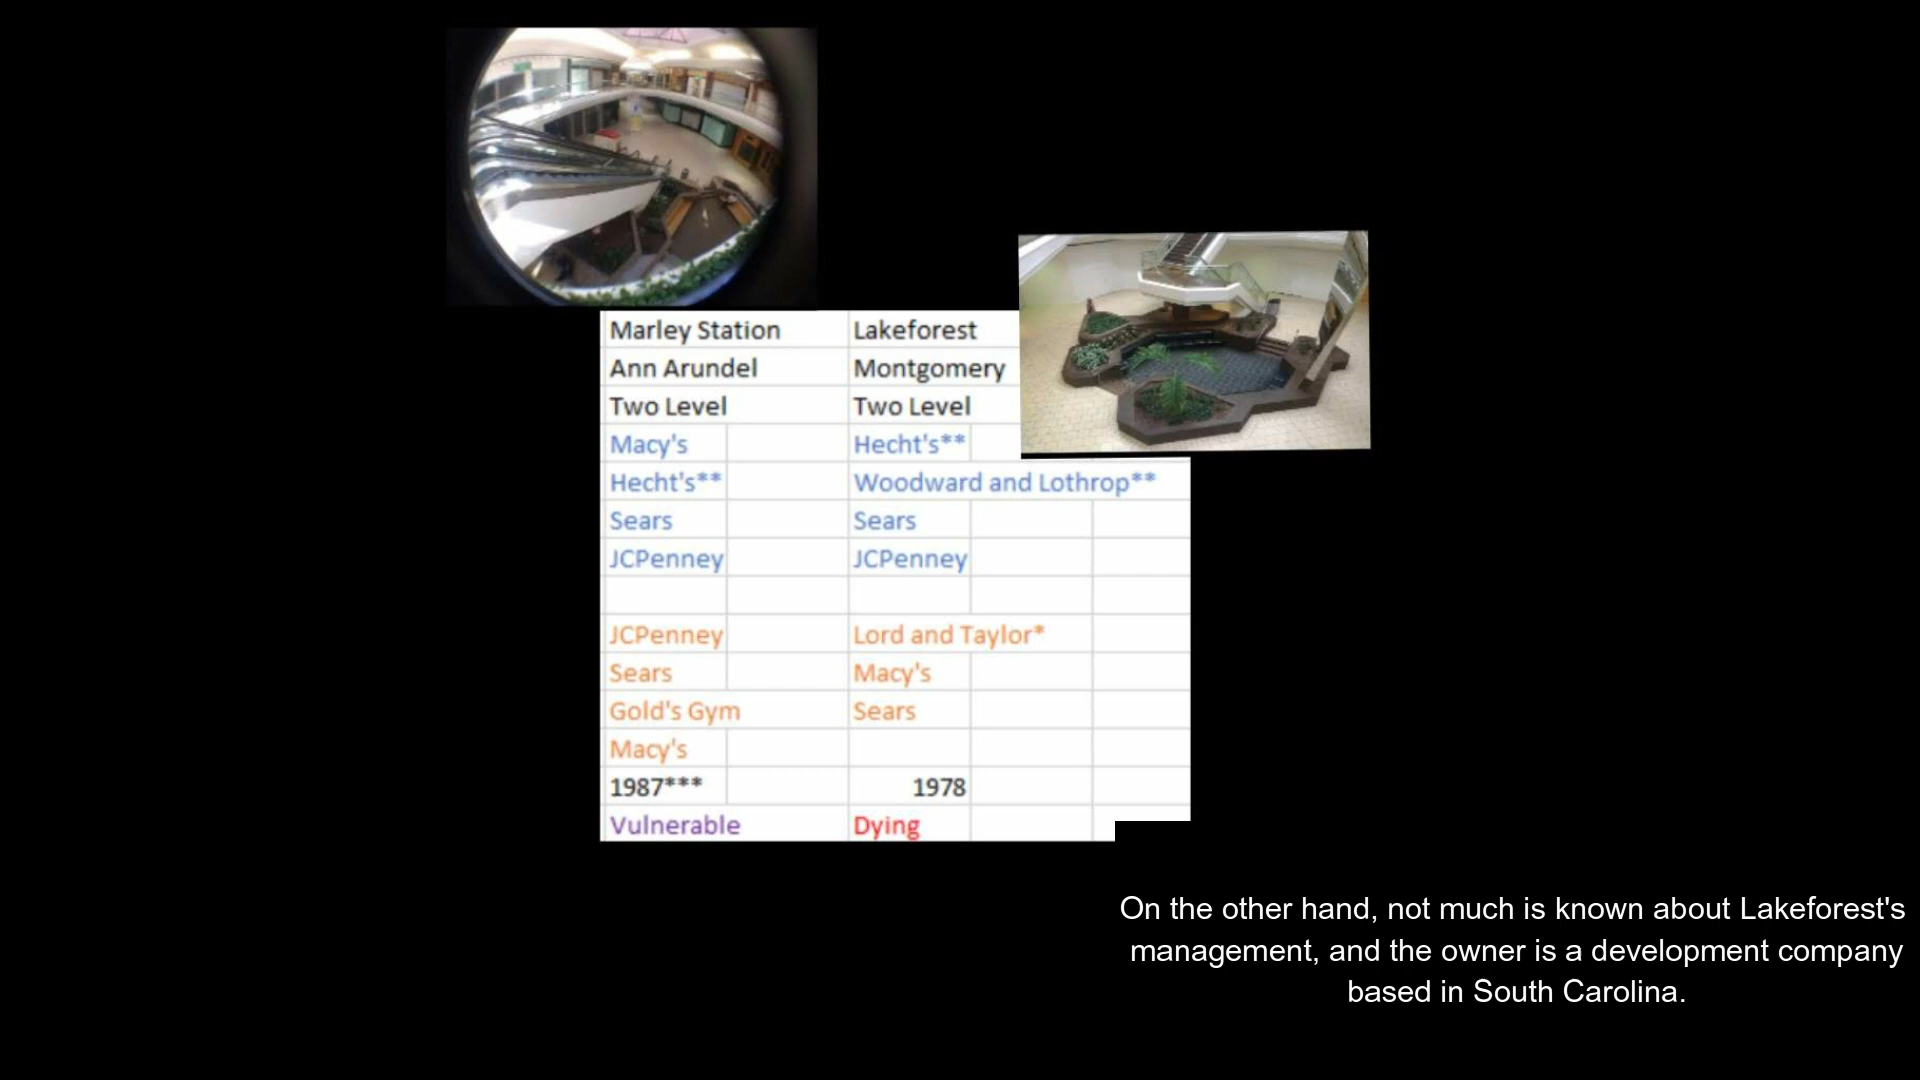 Marley Station Lakeforest
Ann Arundel Montgomery
Two Level Two Level
Macy's Hecht's**
Hecht's** Woodward and Lothrop**
Sears Sears
JCPenney JCPenney
JCPenney Lord and Taylor*
Sears Macy's
Gold's Gym Sears
Macy's
1987*** 1978
Vulnerable Dying
On the other hand, not much is known about Lakeforest's
management, and the owner is a development company
based in South Carolina.